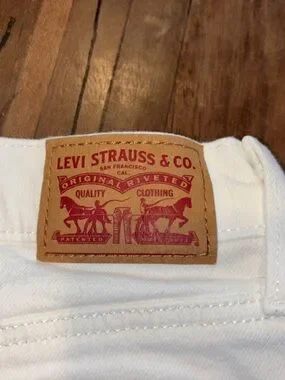 LEVI STRAUSS & CO.
SAN FRANCISCO
CAL.
ORIGINAL RIVETED
QUALITY CLOTHING
PATENTED